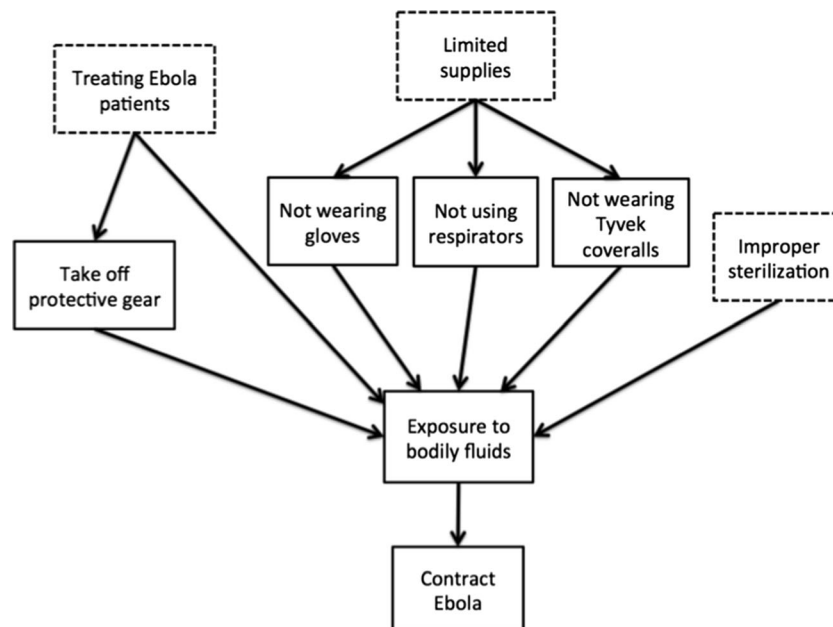 Treating Ebola
patients
Limited
supplies
Not wearing
gloves
Not using
respirators
Not wearing
Tyvek
coveralls
Improper
sterilization
Take off
protective gear
Exposure to
bodily fluids
Contract
Ebola